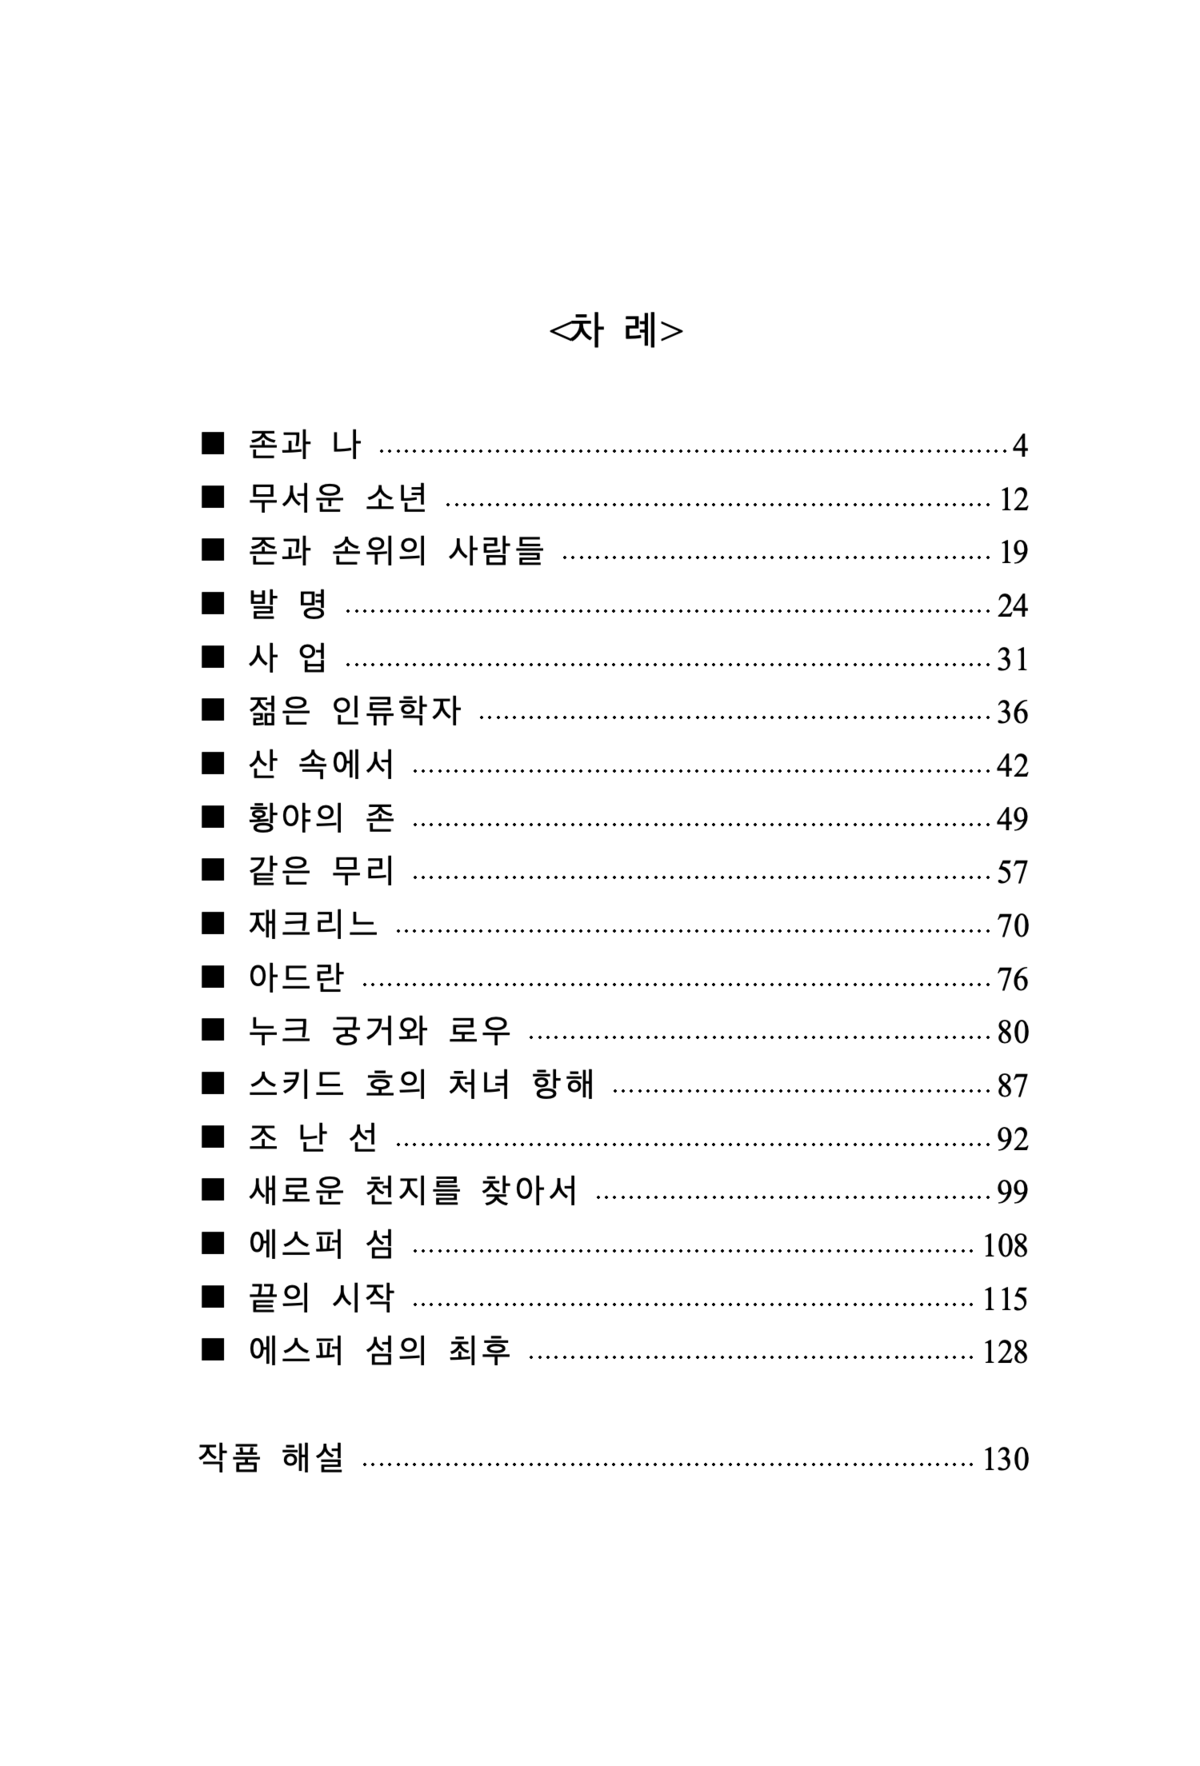 <차 례>
■ 존과 나 ........................................ 4
■ 무서운 소년 ........................................ 12
■ 존과 손위의 사람들 ........................................ 19
■ 발 명 ........................................ 24
■ 사 업 ........................................ 31
■ 젊은 인류학자 ........................................ 36
■ 산 속에서 ........................................ 42
■ 황야의 존 ........................................ 49
■ 같은 무리 ........................................ 57
■ 재크리느 ........................................ 70
■ 아드란 ........................................ 76
■ 누크 궁거와 로우 ........................................ 80
■ 스키드 호의 처녀 항해 ........................................ 87
■ 조 난 선 ........................................ 92
■ 새로운 천지를 찾아서 ........................................ 99
■ 에스퍼 섬 ........................................ 108
■ 끝의 시작 ........................................ 115
■ 에스퍼 섬의 최후 ........................................ 128
작품 해설 ........................................ 130